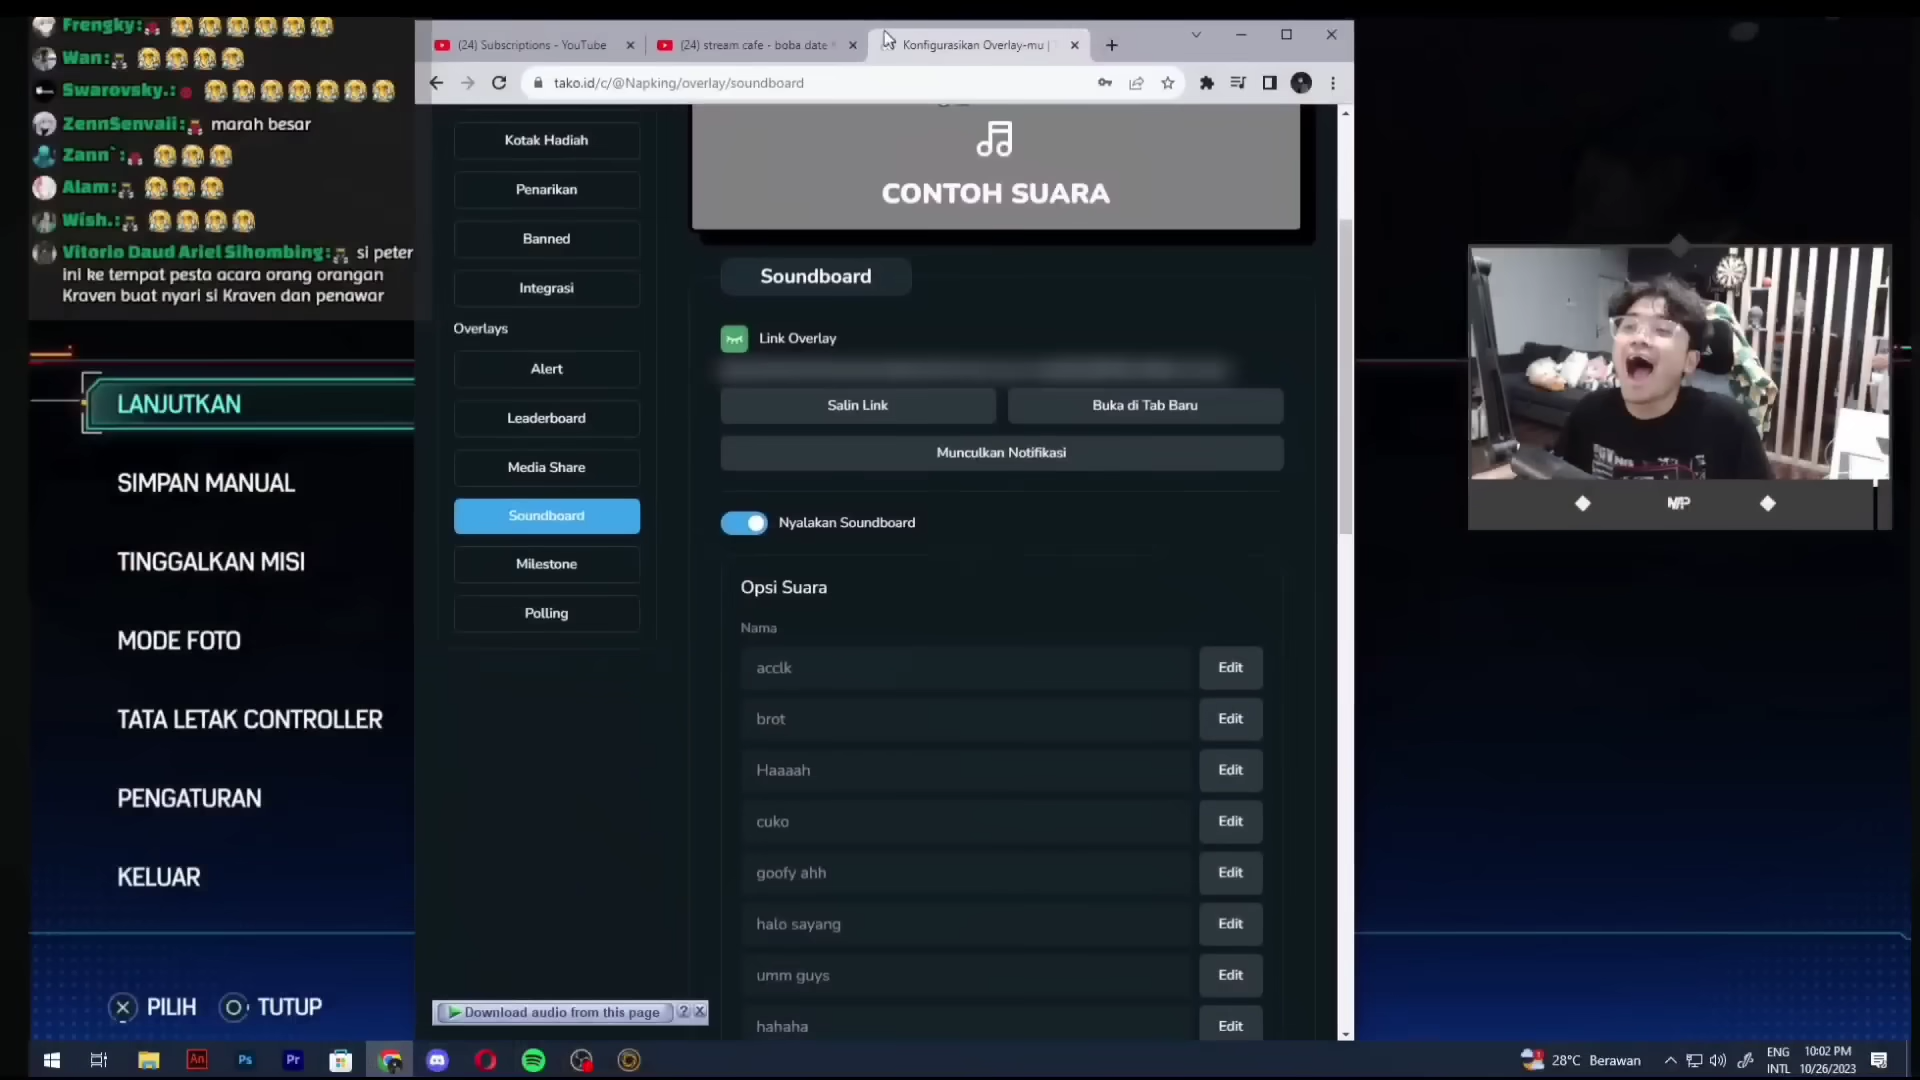 Frengky:
Wan:
Swarovsky.:
ZennSenvaii: marah besar
Zann`:
Alam:
Wish.:
Vitorio Daud Ariel Sihombing: si peter
ini ke tempat pesta acara orang orangan
Kraven buat nyari si Kraven dan penawar
LANJUTKAN
SIMPAN MANUAL
TINGGALKAN MISI
MODE FOTO
TATA LETAK CONTROLLER
PENGATURAN
KELUAR
PILIH TUTUP
(24) Subscriptions - YouTube
(24) stream cafe - boba date
Konfigurasikan Overlay-mu |
tako.id/c/@Napking/overlay/soundboard
Kotak Hadiah
Penarikan
Banned
Integrasi
Overlays
Alert
Leaderboard
Media Share
Soundboard
Milestone
Polling
CONTOH SUARA
Soundboard
Link Overlay
Salin Link
Buka di Tab Baru
Munculkan Notifikasi
Nyalakan Soundboard
Opsi Suara
Nama
acclk Edit
brot Edit
Haaaah Edit
cuko Edit
goofy ahh Edit
halo sayang Edit
umm guys Edit
hahaha Edit
Download audio from this page ? X
An
Ps
Pr
28°C Berawan
ENG
INTL
10:02 PM
10/26/2023